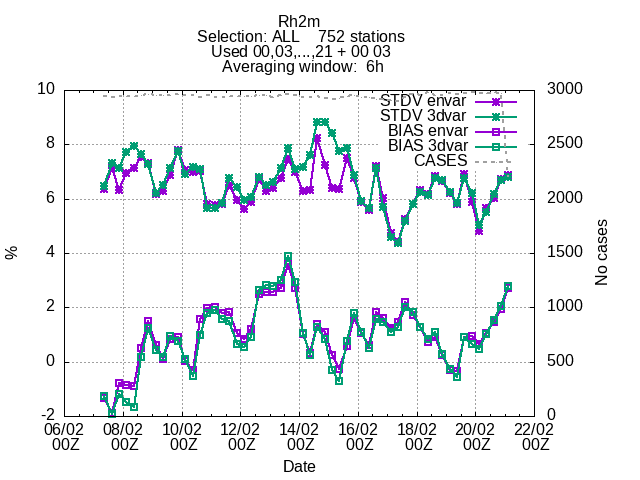 Rh2m
Selection: ALL 752 stations
Used 00,03,...,21 + 00 03
Averaging window: 6h
10
8
6
4
2
0
-2
%
3000
2500
2000
1500
1000
500
0
No cases
STDV envar
STDV 3dvar
BIAS envar
BIAS 3dvar
CASES
06/02 08/02 10/02 12/02 14/02 16/02 18/02 20/02 22/02
00Z 00Z 00Z 00Z 00Z 00Z 00Z 00Z 00Z
Date